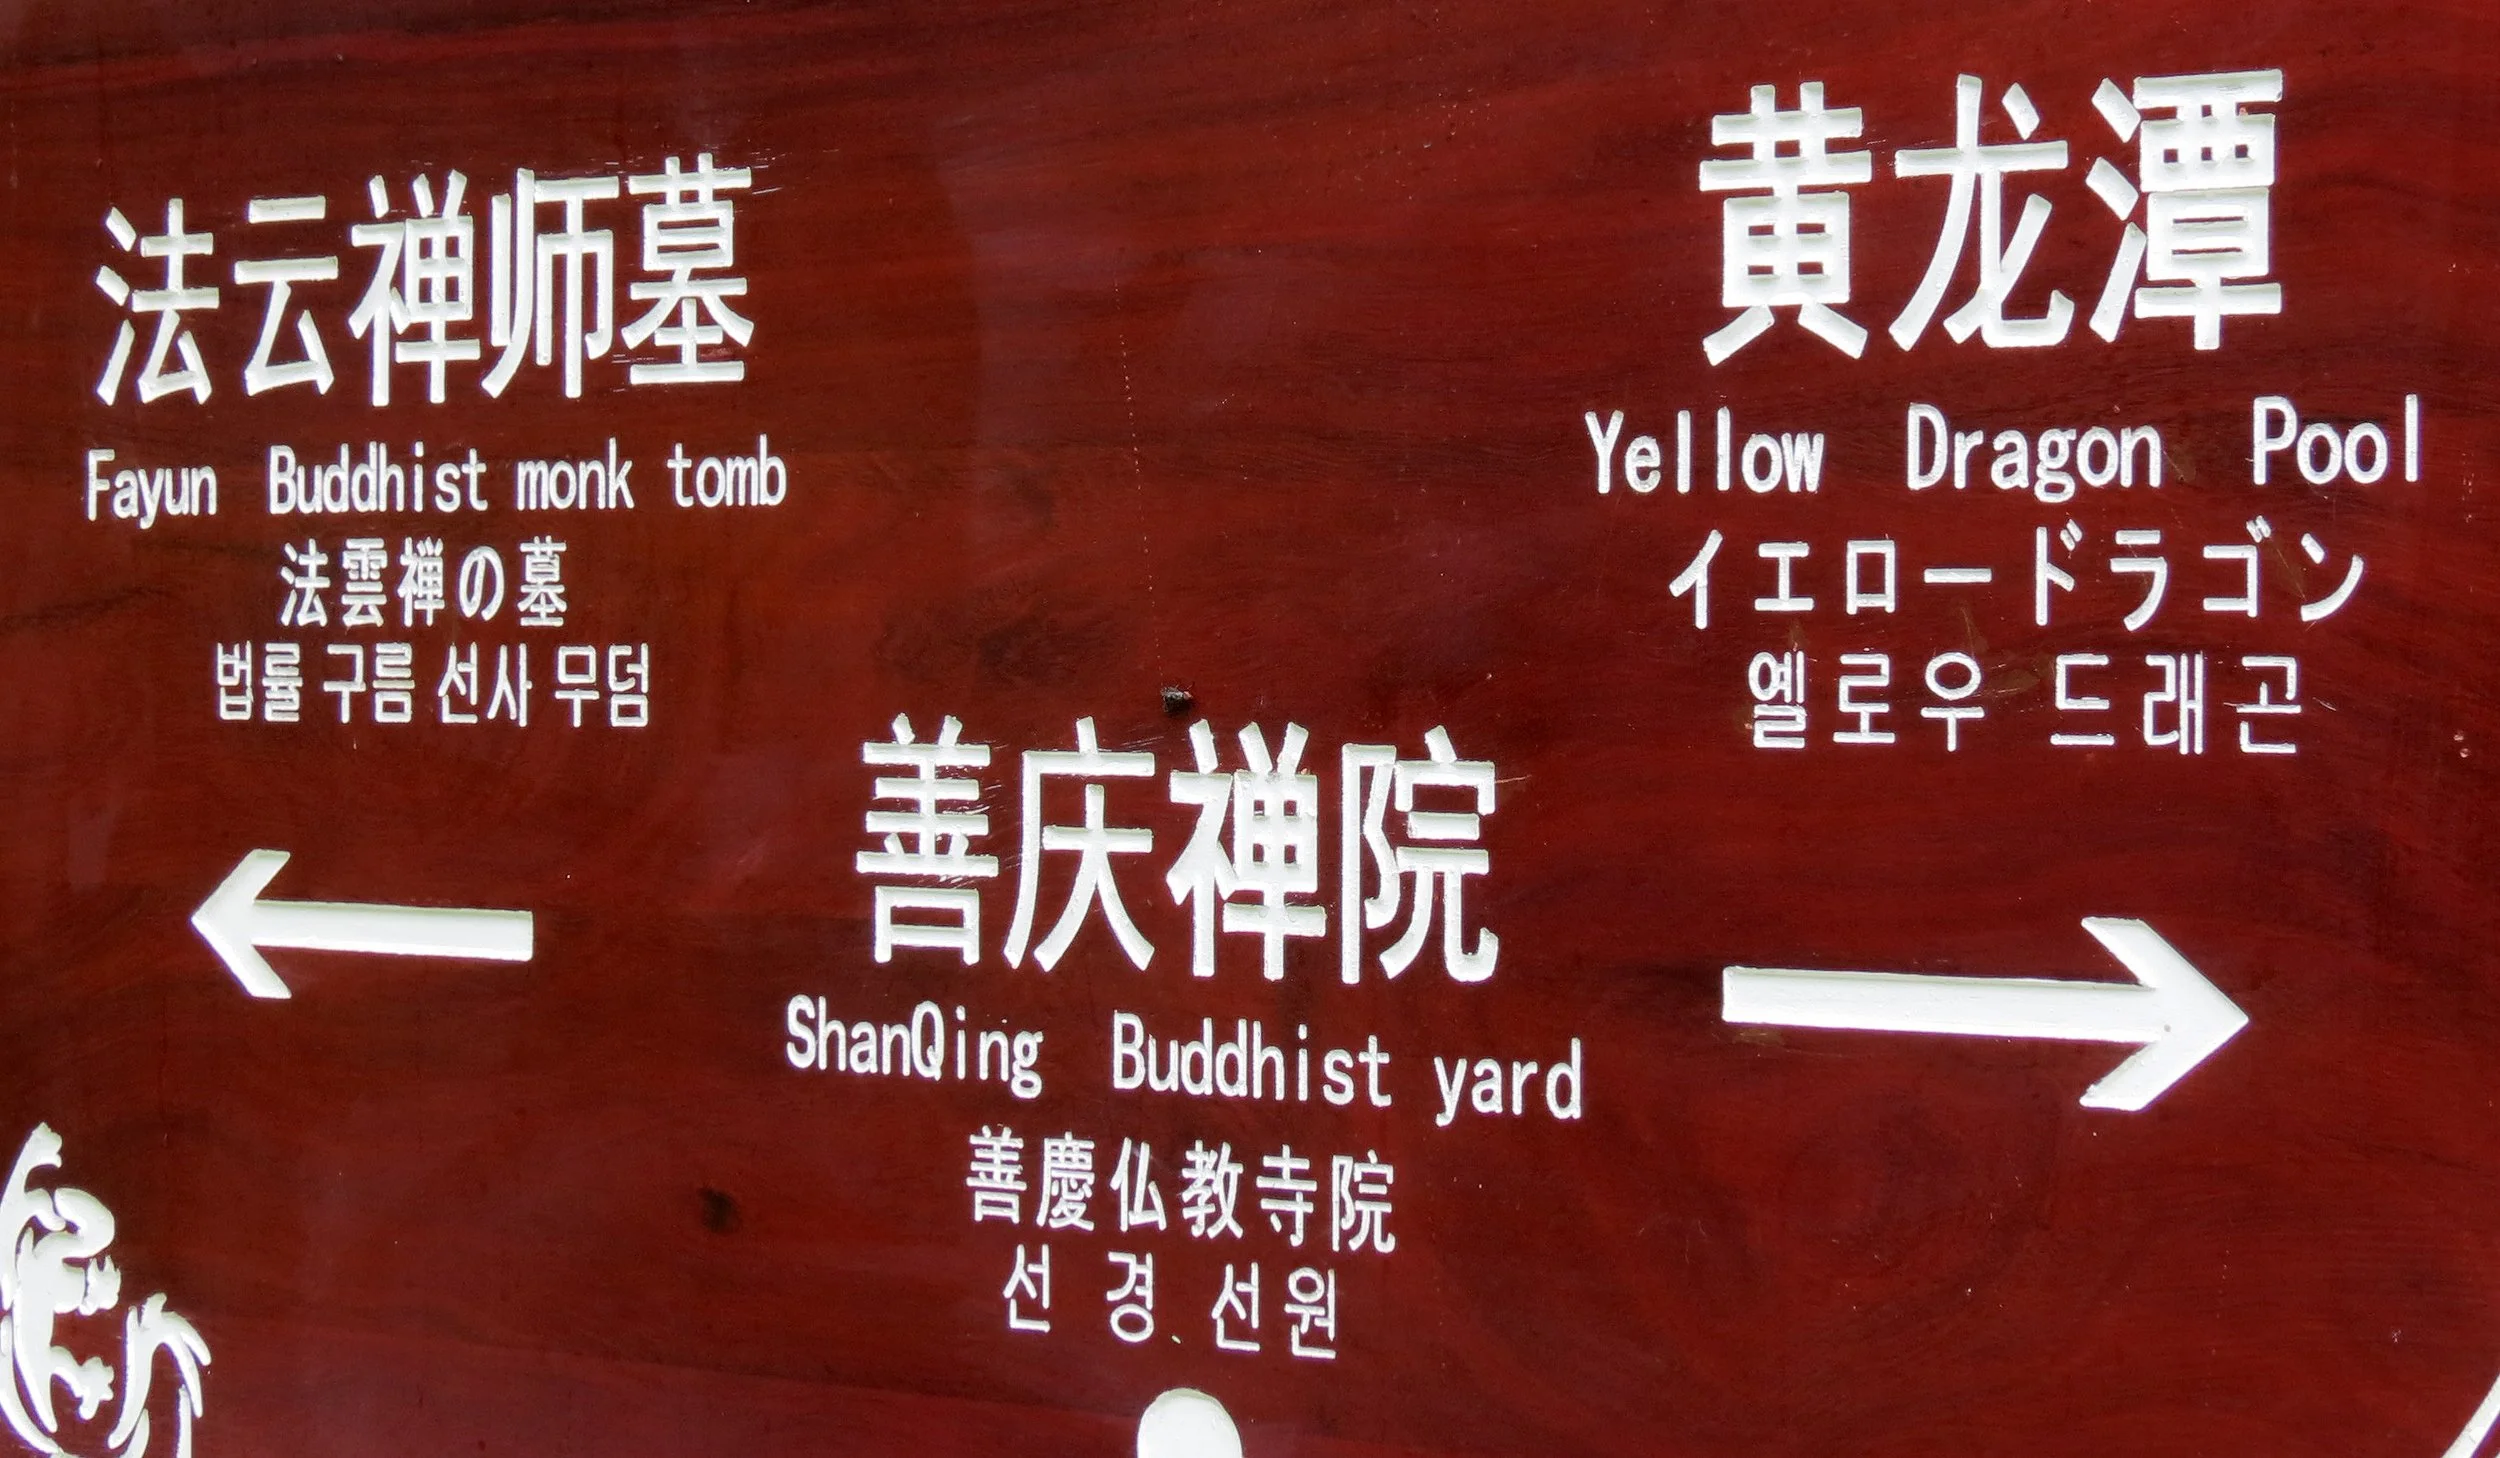 法云禅师墓
Fayun Buddhist monk tomb
法雲禅の墓
법률 구름 선사 무덤
黄龙潭
Yellow Dragon Pool
イエロードラゴン
옐로우 드래곤
善庆禅院
ShanQing Buddhist yard
善慶仏教寺院
선 경 선원